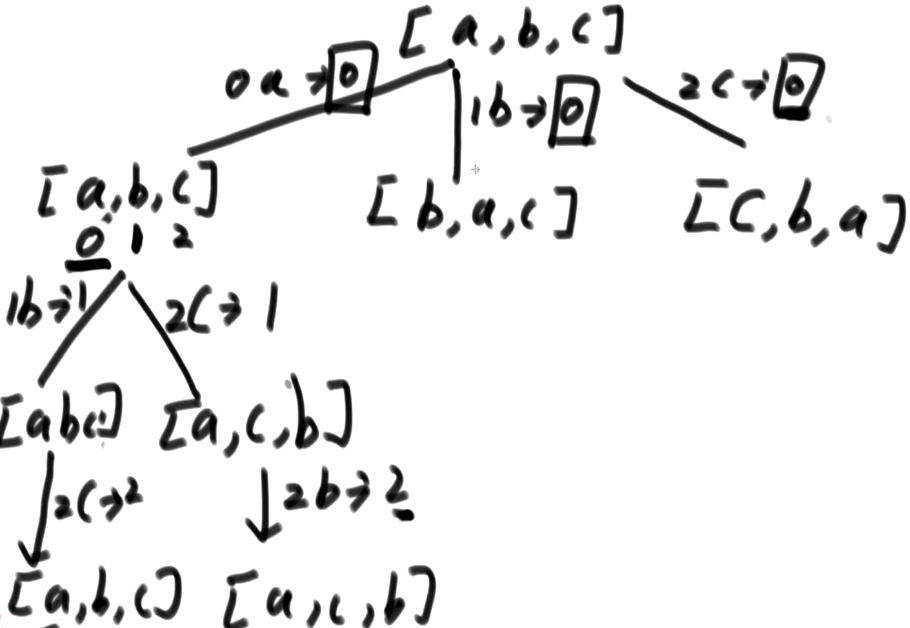 [a,b,c]
0a→0
1b→0
2c→0
[a,b,c]
[b,a,c]
[c,b,a]
0 1 2
1b→1
2c→1
[abc]
[a,c,b]
2c→2
2b→2
[a,b,c]
[a,c,b]